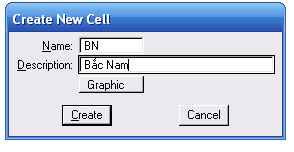 Create New Cell
Name: BN
Description: Bắc Nam
Graphic
Create Cancel